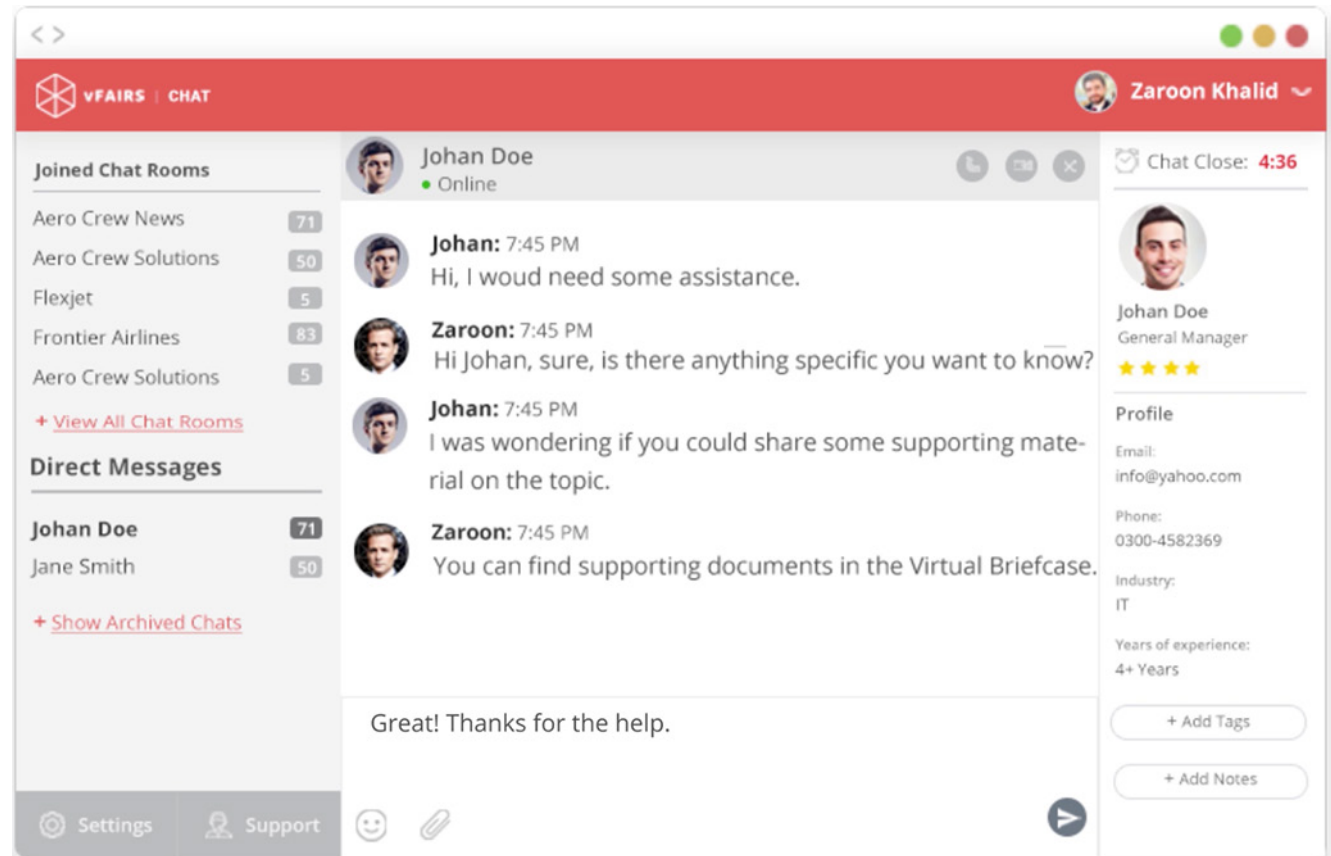 vFAIRS | CHAT
Zaroon Khalid
Joined Chat Rooms
Aero Crew News 71
Aero Crew Solutions 50
Flexjet 5
Frontier Airlines 83
Aero Crew Solutions 5
+ View All Chat Rooms
Direct Messages
Johan Doe 71
Jane Smith 50
+ Show Archived Chats
Settings
Support
Johan Doe
Online
Johan: 7:45 PM
Hi, I woud need some assistance.
Zaroon: 7:45 PM
Hi Johan, sure, is there anything specific you want to know?
Johan: 7:45 PM
I was wondering if you could share some supporting mate-
rial on the topic.
Zaroon: 7:45 PM
You can find supporting documents in the Virtual Briefcase.
Great! Thanks for the help.
Chat Close: 4:36
Johan Doe
General Manager
Profile
Email:
info@yahoo.com
Phone:
0300-4582369
Industry:
IT
Years of experience:
4+ Years
+ Add Tags
+ Add Notes